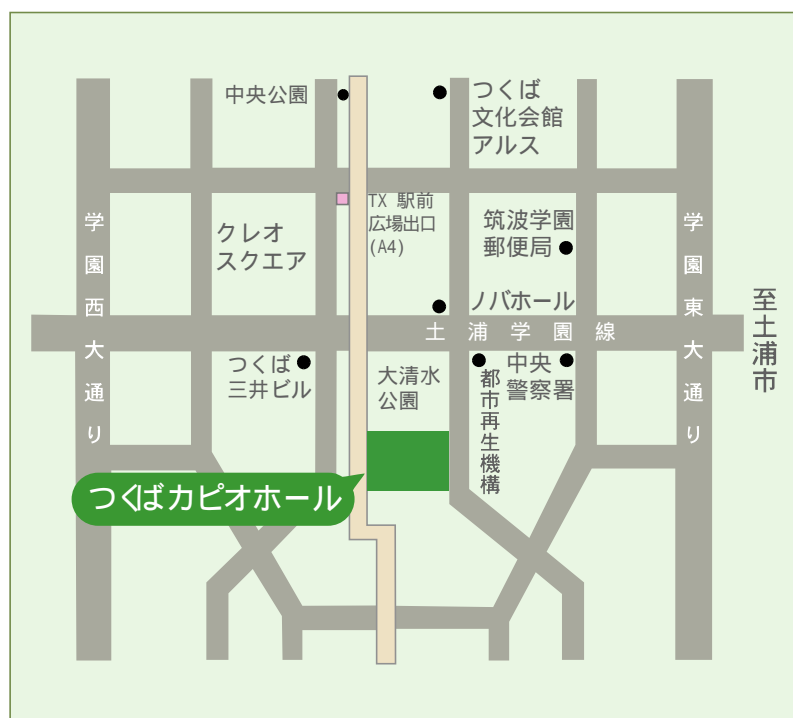 中央公園
つくば
文化会館
アルス
TX 駅前
広場出口
(A4)
クレオ
スクエア
筑波学園
郵便局
学園西大通り
学園東大通り
至土浦市
ノバホール
土浦学園線
つくば
三井ビル
大清水
公園
都市再生機構
中央
警察署
つくばカピオホール